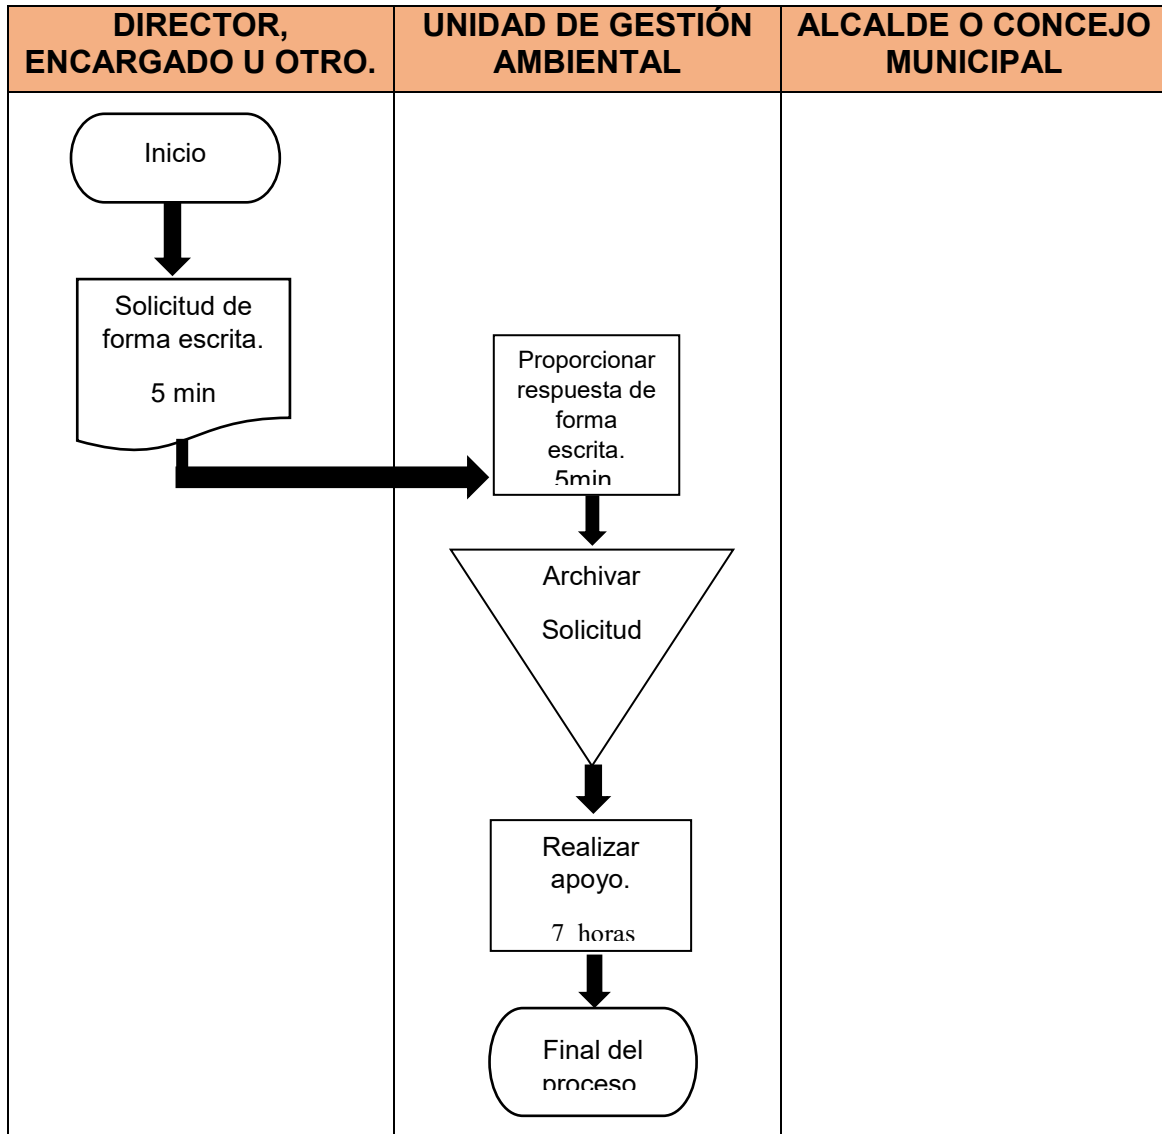 DIRECTOR,
ENCARGADO U OTRO.
UNIDAD DE GESTIÓN
AMBIENTAL
ALCALDE O CONCEJO
MUNICIPAL
Inicio
Solicitud de
forma escrita.
5 min
Proporcionar
respuesta de
forma
escrita.
5min
Archivar
Solicitud
Realizar
apoyo.
7 horas
Final del
proceso